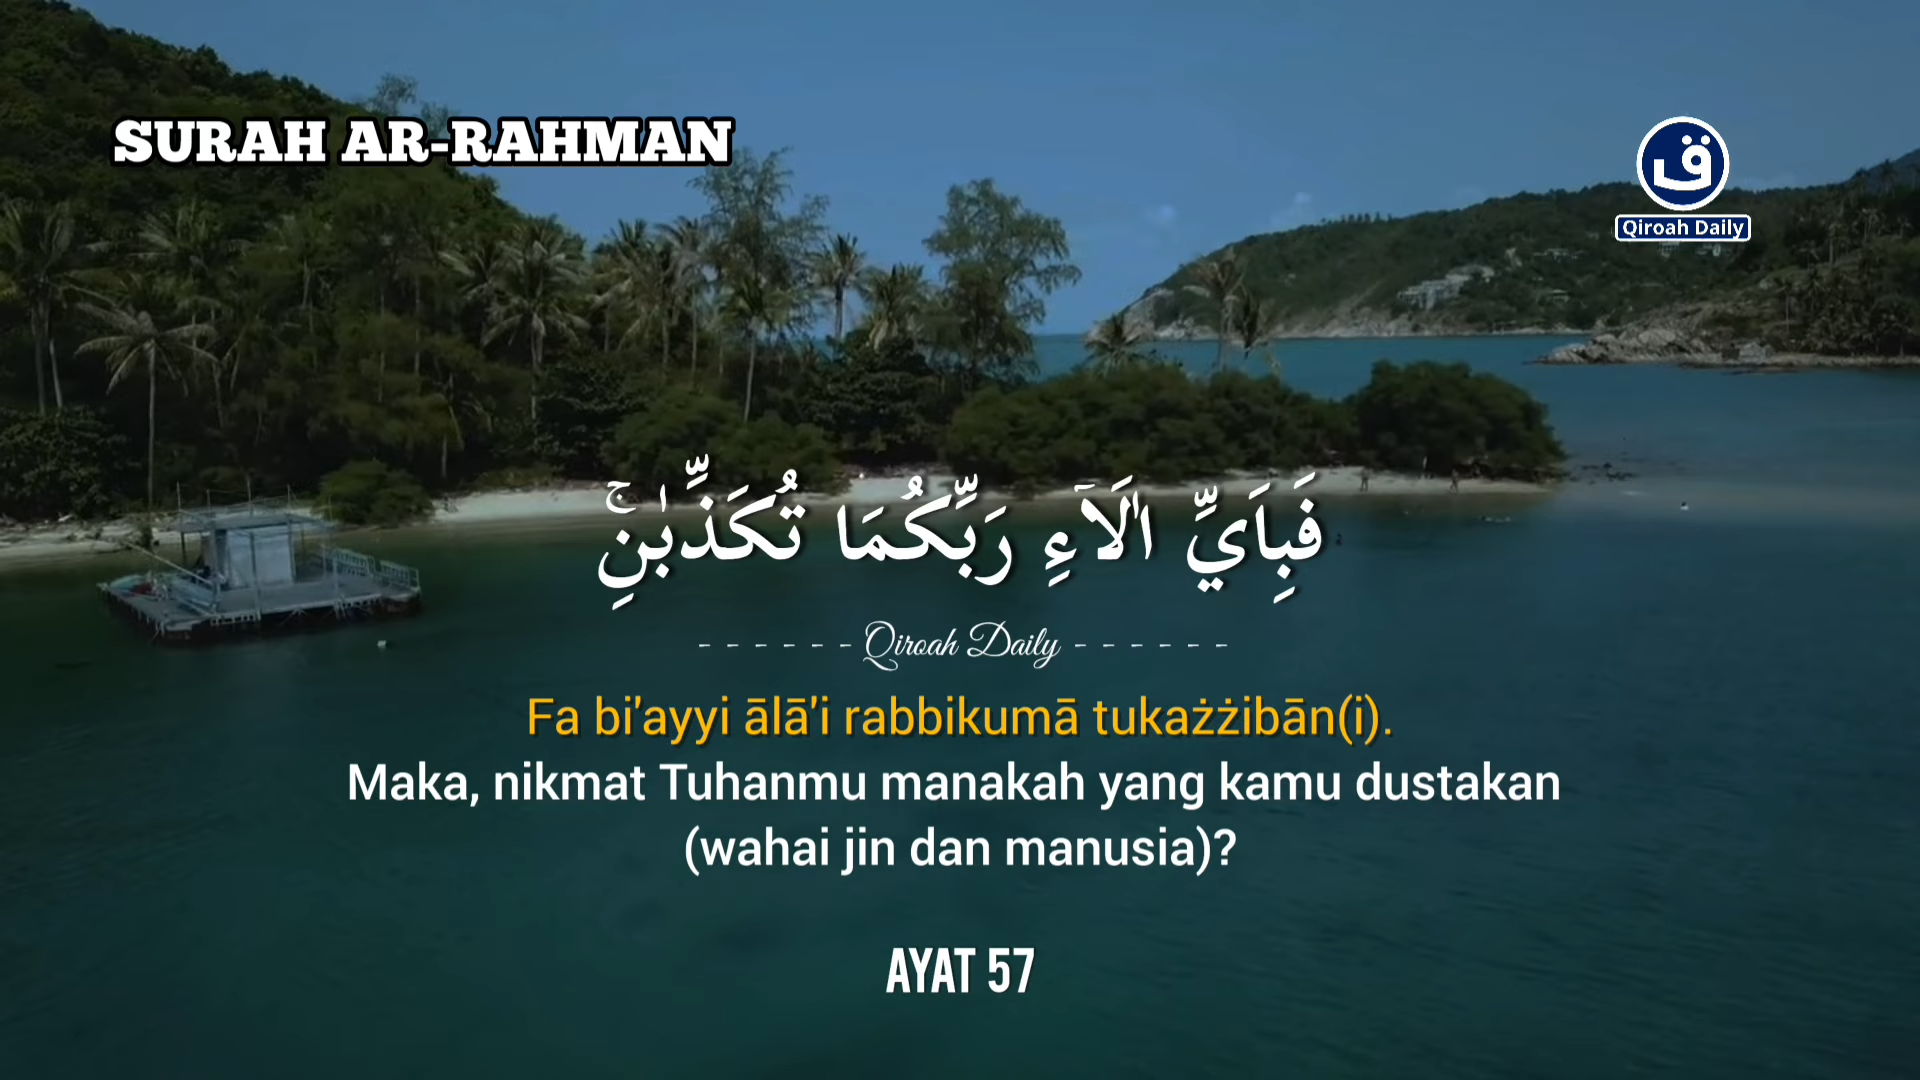 SURAH AR-RAHMAN
ق
Qiroah Daily
فَبِاَيِّ اٰلَاۤءِ رَبِّكُمَا تُكَذِّبٰنِۚ
- - - - - - Qiroah Daily - - - - - -
Fa bi'ayyi ālā'i rabbikumā tukażżibān(i).
Maka, nikmat Tuhanmu manakah yang kamu dustakan
(wahai jin dan manusia)?
AYAT 57